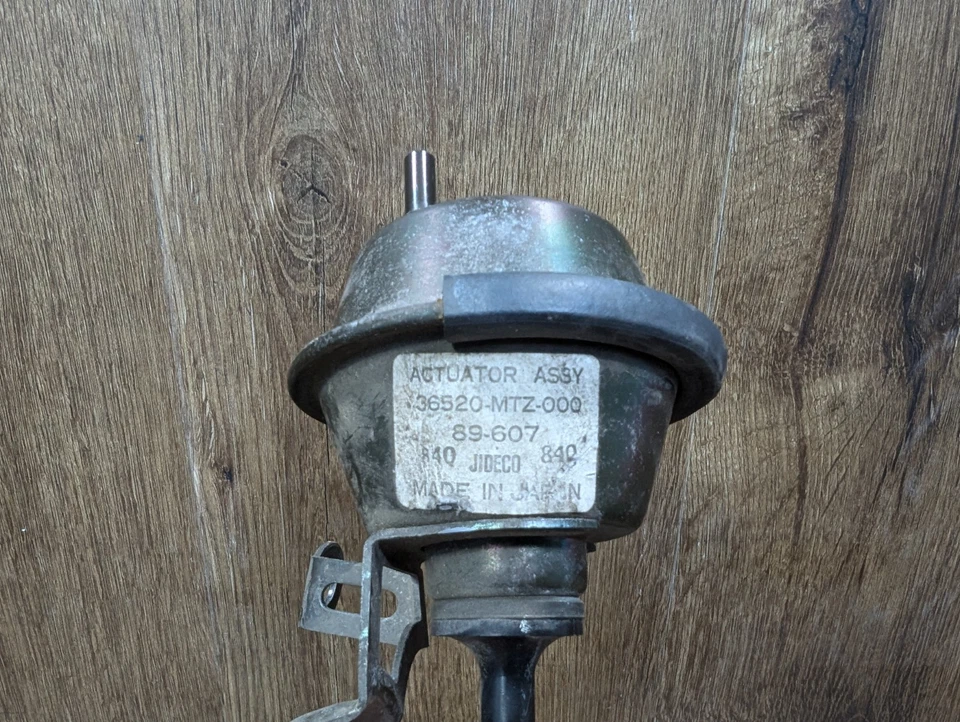 ACTUATOR ASSY
36520-MTZ-000
89-607
840 JIDECO 840
MADE IN JAPAN